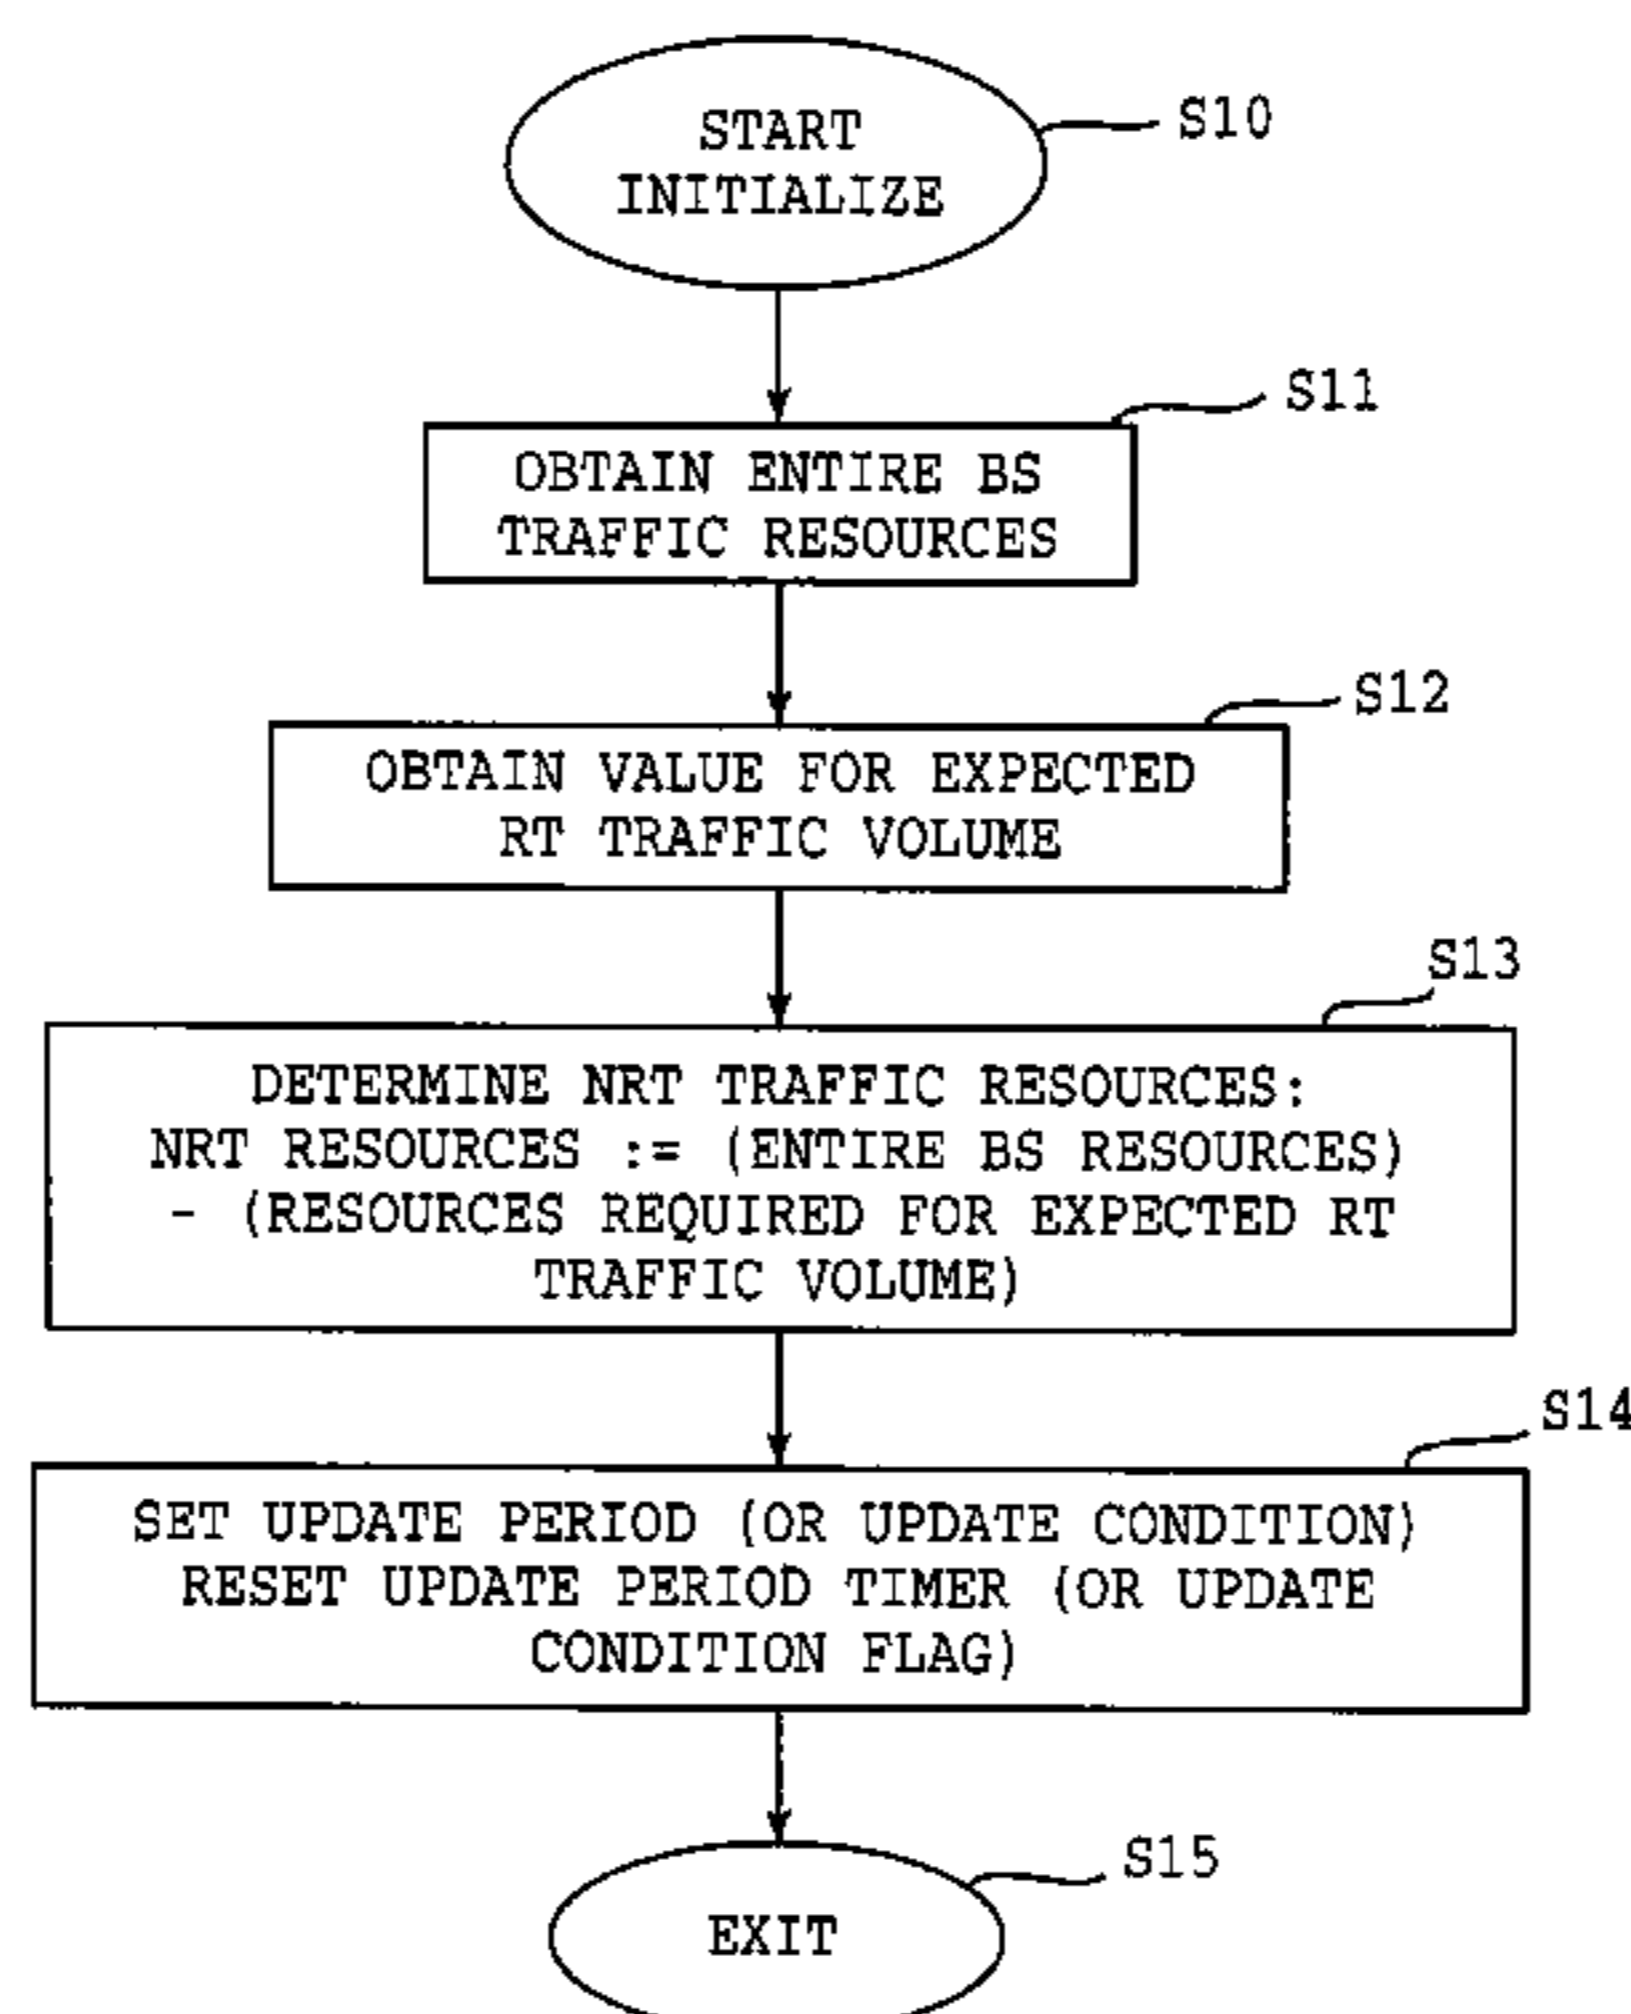 START
INITIALIZE
S10
S11
OBTAIN ENTIRE BS
TRAFFIC RESOURCES
S12
OBTAIN VALUE FOR EXPECTED
RT TRAFFIC VOLUME
S13
DETERMINE NRT TRAFFIC RESOURCES:
NRT RESOURCES := (ENTIRE BS RESOURCES)
- (RESOURCES REQUIRED FOR EXPECTED RT
TRAFFIC VOLUME)
S14
SET UPDATE PERIOD (OR UPDATE CONDITION)
RESET UPDATE PERIOD TIMER (OR UPDATE
CONDITION FLAG)
S15
EXIT